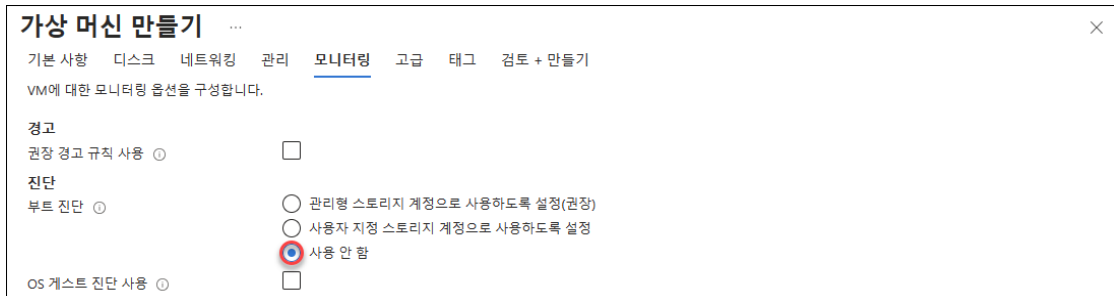 가상 머신 만들기 ...
기본 사항 디스크 네트워킹 관리 모니터링 고급 태그 검토 + 만들기
VM에 대한 모니터링 옵션을 구성합니다.
경고
권장 경고 규칙 사용
진단
부트 진단
관리형 스토리지 계정으로 사용하도록 설정(권장)
사용자 지정 스토리지 계정으로 사용하도록 설정
사용 안 함
OS 게스트 진단 사용